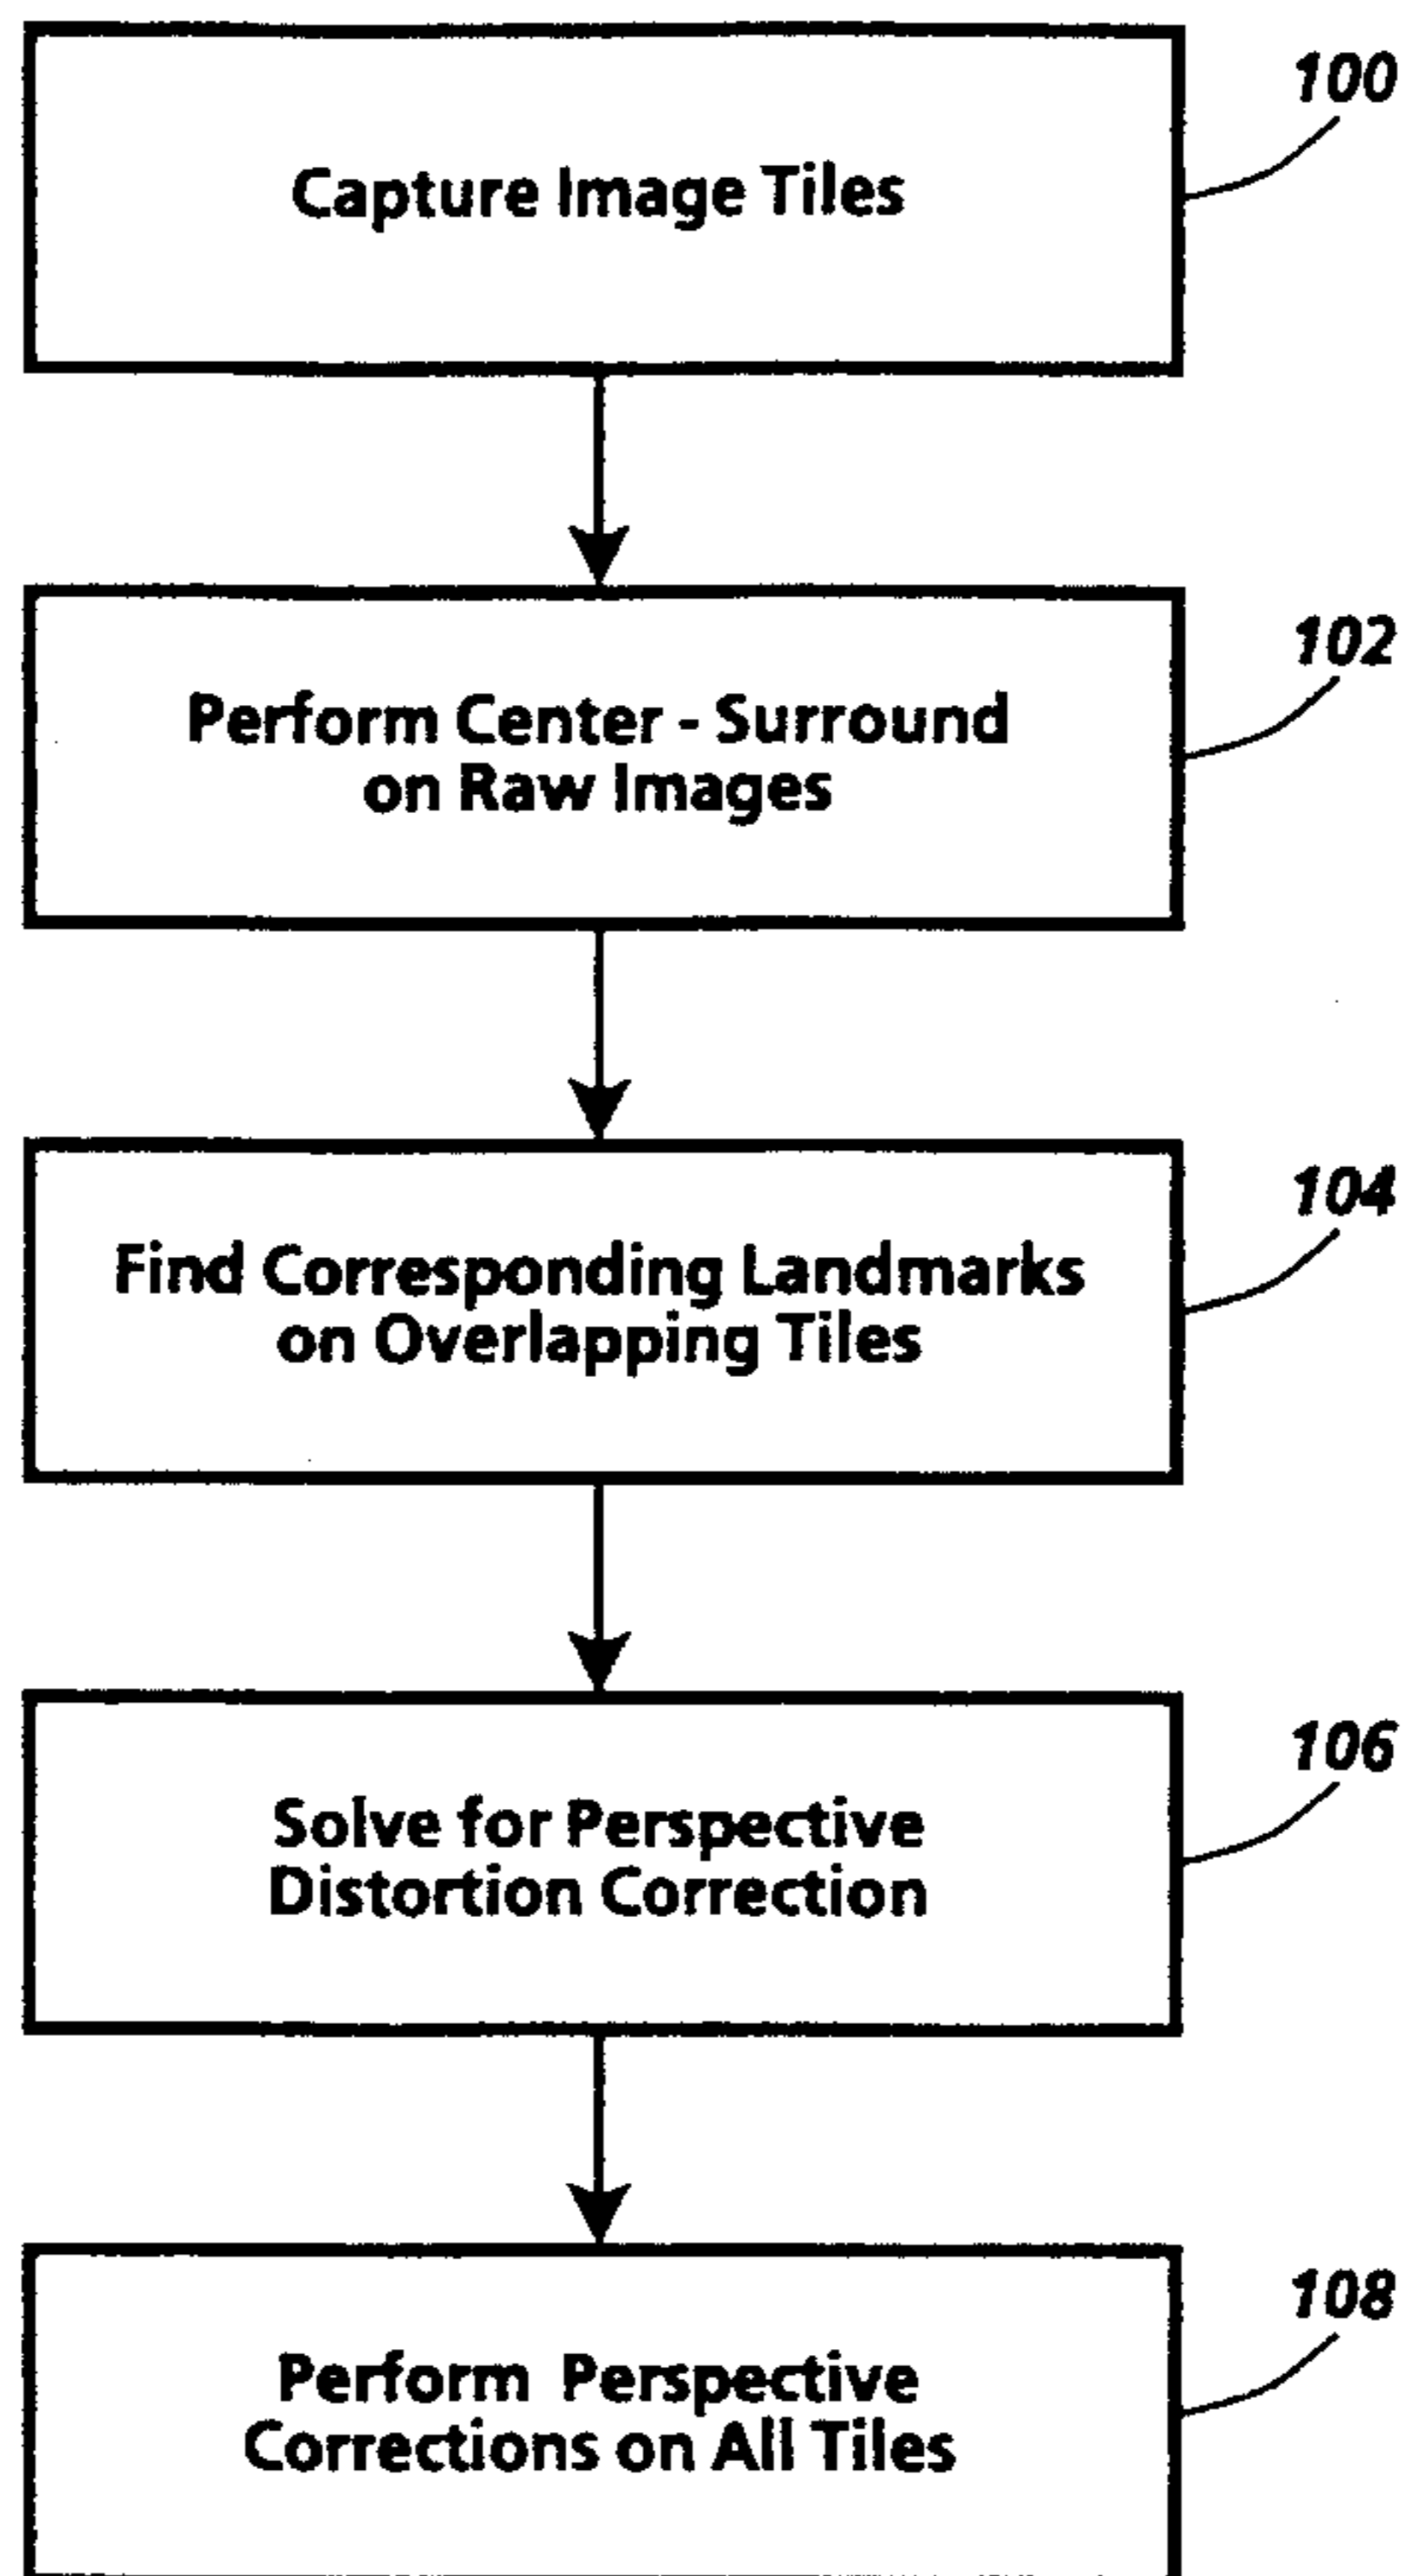 100
Capture Image Tiles
102
Perform Center - Surround
on Raw Images
104
Find Corresponding Landmarks
on Overlapping Tiles
106
Solve for Perspective
Distortion Correction
108
Perform Perspective
Corrections on All Tiles